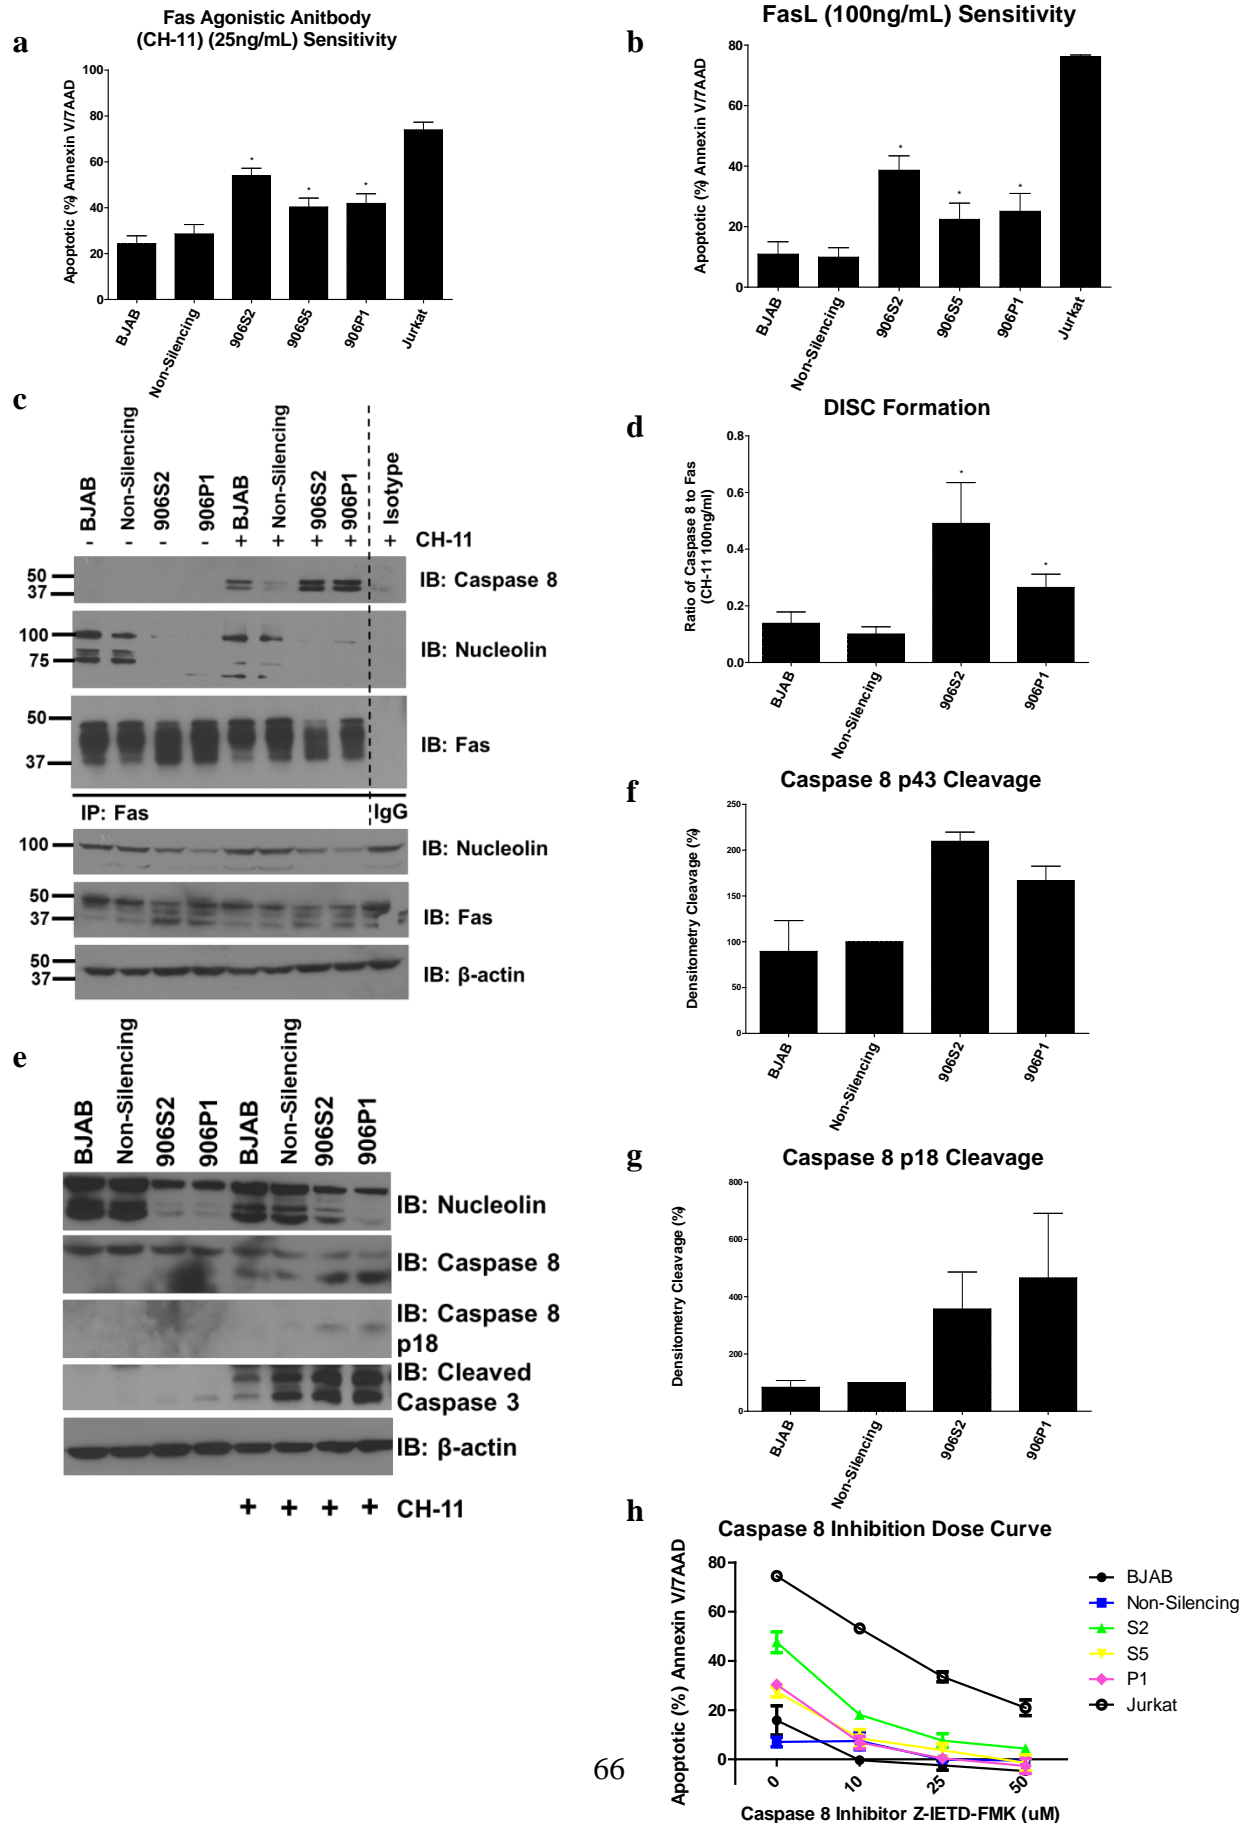 a
Fas Agonistic Anitbody
(CH-11) (25ng/mL) Sensitivity
Apoptotic (%) Annexin V/7AAD
100
80
60
40
20
0
* * *
BJAB
Non-Silencing
906S2
906S5
906P1
Jurkat
b
FasL (100ng/mL) Sensitivity
Apoptotic (%) Annexin V/7AAD
80
60
40
20
0
* * *
BJAB
Non-Silencing
906S2
906S5
906P1
Jurkat
c
BJAB Non-Silencing 906S2 906P1 BJAB Non-Silencing 906S2 906P1 Isotype
- - - - + + + + + CH-11
50
37
IB: Caspase 8
100
75
IB: Nucleolin
50
37
IB: Fas
IP: Fas IgG
100
IB: Nucleolin
50
37
IB: Fas
50
37
IB: β-actin
d
DISC Formation
Ratio of Caspase 8 to Fas
(CH-11 100ng/ml)
0.8
0.6
0.4
0.2
0.0
* *
BJAB
Non-Silencing
906S2
906P1
e
BJAB Non-Silencing 906S2 906P1 BJAB Non-Silencing 906S2 906P1
IB: Nucleolin
IB: Caspase 8
IB: Caspase 8
p18
IB: Cleaved
Caspase 3
IB: β-actin
+ + + + CH-11
f
Caspase 8 p43 Cleavage
Densitometry Cleavage (%)
250
200
150
100
50
0
BJAB
Non-Silencing
906S2
906P1
g
Caspase 8 p18 Cleavage
Densitometry Cleavage (%)
800
600
400
200
0
BJAB
Non-Silencing
906S2
906P1
h
Caspase 8 Inhibition Dose Curve
Apoptotic (%) Annexin V/7AAD
80
60
40
20
0
0
10
25
50
Caspase 8 Inhibitor Z-IETD-FMK (uM)
BJAB
Non-Silencing
S2
S5
P1
Jurkat
66